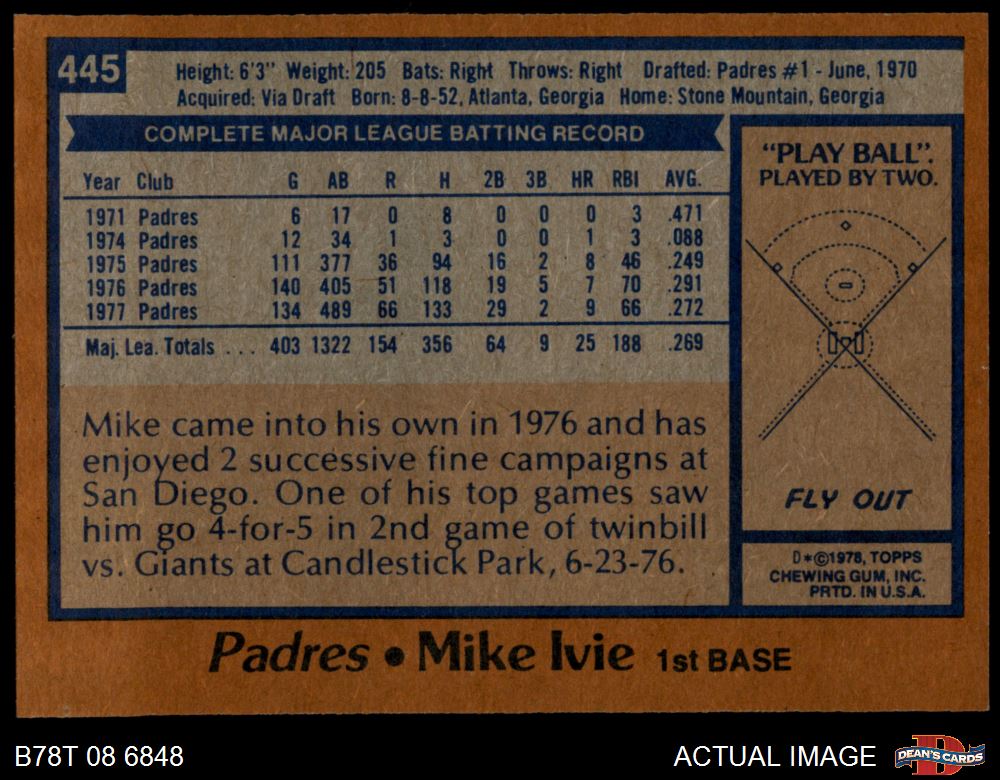 445
Height: 6'3" Weight: 205 Bats: Right Throws: Right Drafted: Padres #1 - June, 1970
Acquired: Via Draft Born: 8-8-52, Atlanta, Georgia Home: Stone Mountain, Georgia
COMPLETE MAJOR LEAGUE BATTING RECORD
Year Club G AB R H 2B 3B HR RBI AVG.
1971 Padres 6 17 0 8 0 0 0 3 .471
1974 Padres 12 34 1 3 0 0 1 3 .088
1975 Padres 111 377 36 94 16 2 8 46 .249
1976 Padres 140 405 51 118 19 5 7 70 .291
1977 Padres 134 489 66 133 29 2 9 66 .272
Maj. Lea. Totals . . . 403 1322 154 356 64 9 25 188 .269
Mike came into his own in 1976 and has
enjoyed 2 successive fine campaigns at
San Diego. One of his top games saw
him go 4-for-5 in 2nd game of twinbill
vs. Giants at Candlestick Park, 6-23-76.
"PLAY BALL".
PLAYED BY TWO.
FLY OUT
D*©1978, TOPPS
CHEWING GUM, INC.
PRTD. IN U.S.A.
Padres • Mike Ivie 1st BASE
B78T 08 6848
ACTUAL IMAGE
D
DEAN'S CARDS